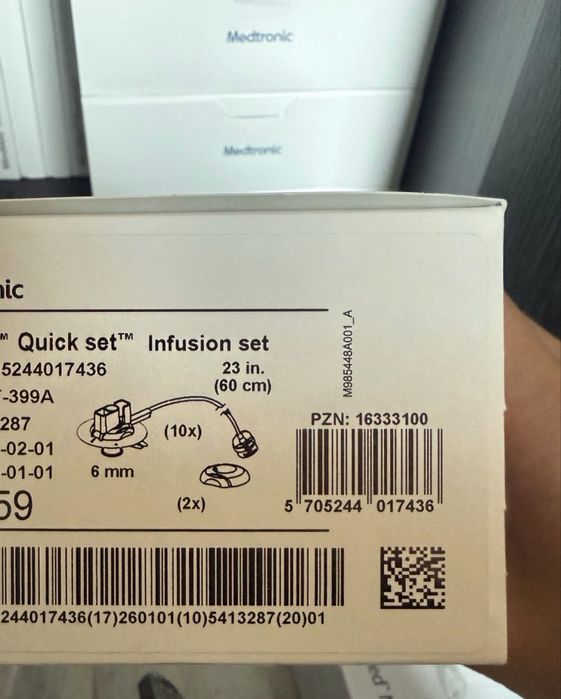 Medtronic
Medtronic
nic
™ Quick set™ Infusion set
5244017436
23 in.
(60 cm)
-399A
287
-02-01
-01-01
59
(10x)
6 mm
(2x)
M985448A001_A
PZN: 16333100
5 705244 017436
244017436(17)260101(10)5413287(20)01